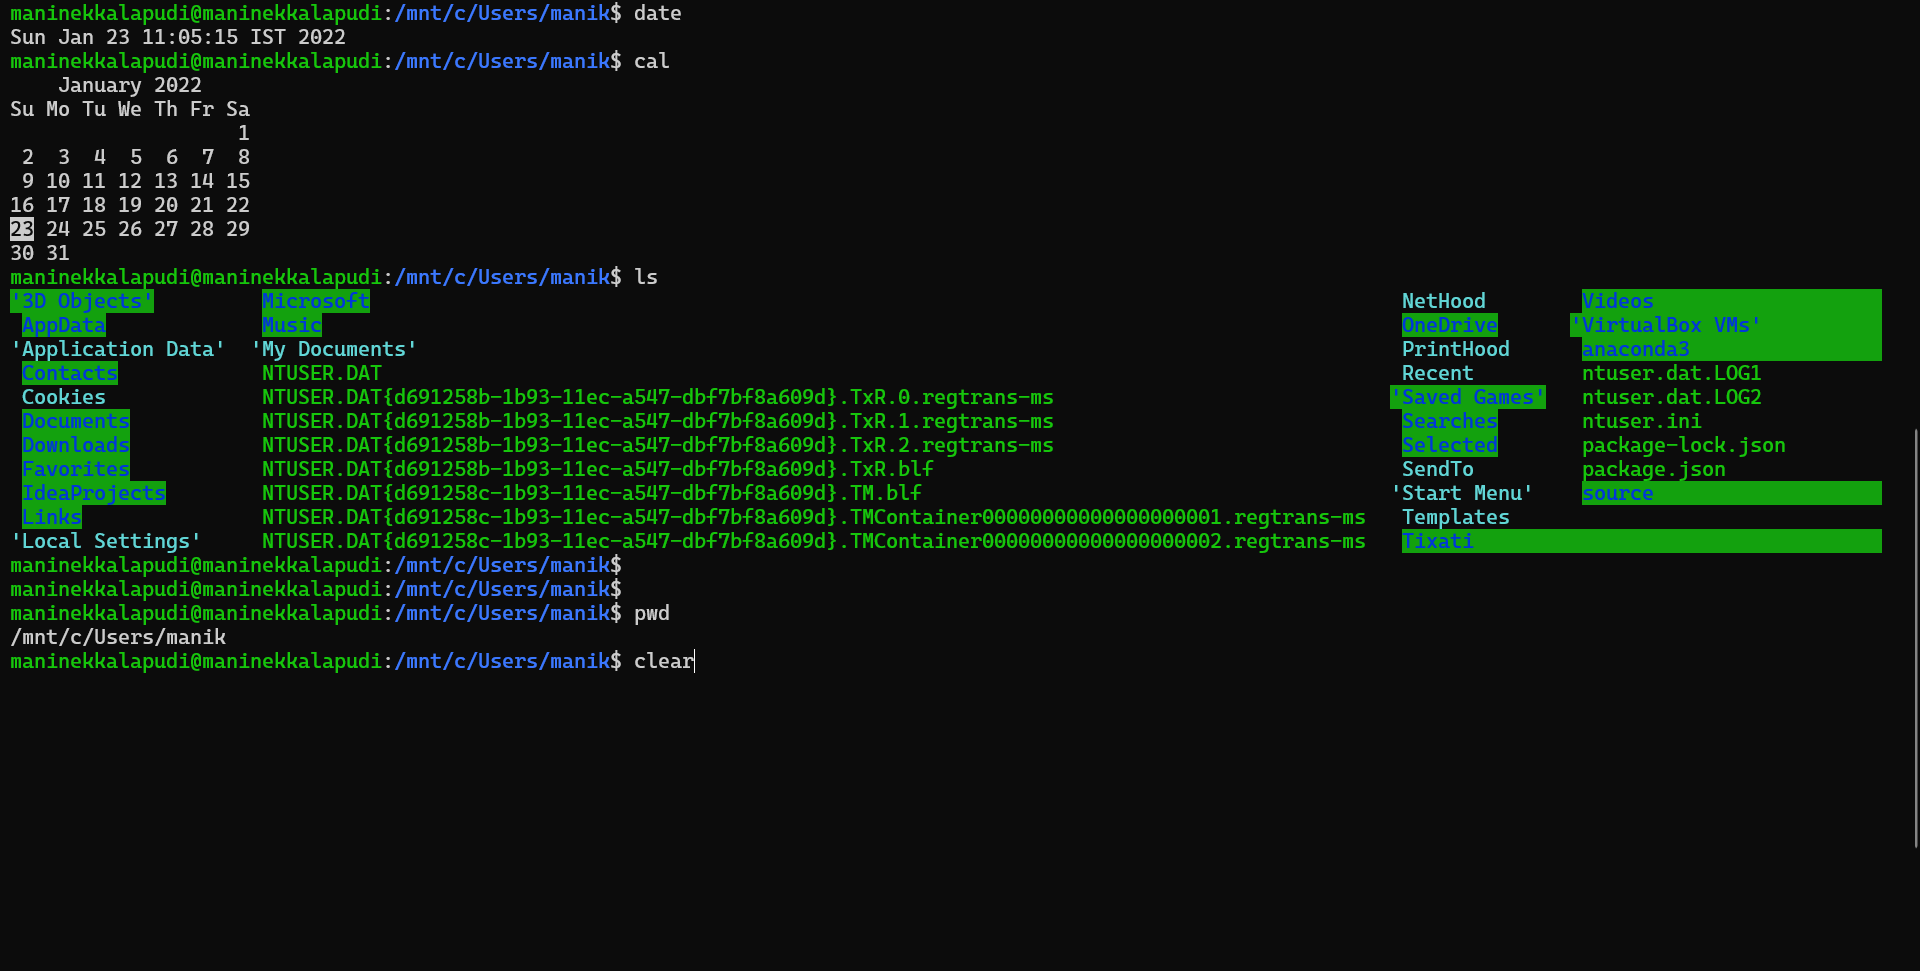 maninekkalapudi@maninekkalapudi:/mnt/c/Users/manik$ date
Sun Jan 23 11:05:15 IST 2022
maninekkalapudi@maninekkalapudi:/mnt/c/Users/manik$ cal
    January 2022
Su Mo Tu We Th Fr Sa
                   1
 2  3  4  5  6  7  8
 9 10 11 12 13 14 15
16 17 18 19 20 21 22
23 24 25 26 27 28 29
30 31
maninekkalapudi@maninekkalapudi:/mnt/c/Users/manik$ ls
'3D Objects'         Microsoft                                                                                      NetHood        Videos
 AppData             Music                                                                                          OneDrive      'VirtualBox VMs'
'Application Data'  'My Documents'                                                                                  PrintHood      anaconda3
 Contacts            NTUSER.DAT                                                                                     Recent         ntuser.dat.LOG1
 Cookies             NTUSER.DAT{d691258b-1b93-11ec-a547-dbf7bf8a609d}.TxR.0.regtrans-ms                            'Saved Games'   ntuser.dat.LOG2
 Documents           NTUSER.DAT{d691258b-1b93-11ec-a547-dbf7bf8a609d}.TxR.1.regtrans-ms                             Searches       ntuser.ini
 Downloads           NTUSER.DAT{d691258b-1b93-11ec-a547-dbf7bf8a609d}.TxR.2.regtrans-ms                             Selected       package-lock.json
 Favorites           NTUSER.DAT{d691258b-1b93-11ec-a547-dbf7bf8a609d}.TxR.blf                                       SendTo         package.json
 IdeaProjects        NTUSER.DAT{d691258c-1b93-11ec-a547-dbf7bf8a609d}.TM.blf                                       'Start Menu'    source
 Links               NTUSER.DAT{d691258c-1b93-11ec-a547-dbf7bf8a609d}.TMContainer00000000000000000001.regtrans-ms   Templates
'Local Settings'     NTUSER.DAT{d691258c-1b93-11ec-a547-dbf7bf8a609d}.TMContainer00000000000000000002.regtrans-ms   Tixati
maninekkalapudi@maninekkalapudi:/mnt/c/Users/manik$
maninekkalapudi@maninekkalapudi:/mnt/c/Users/manik$
maninekkalapudi@maninekkalapudi:/mnt/c/Users/manik$ pwd
/mnt/c/Users/manik
maninekkalapudi@maninekkalapudi:/mnt/c/Users/manik$ clear